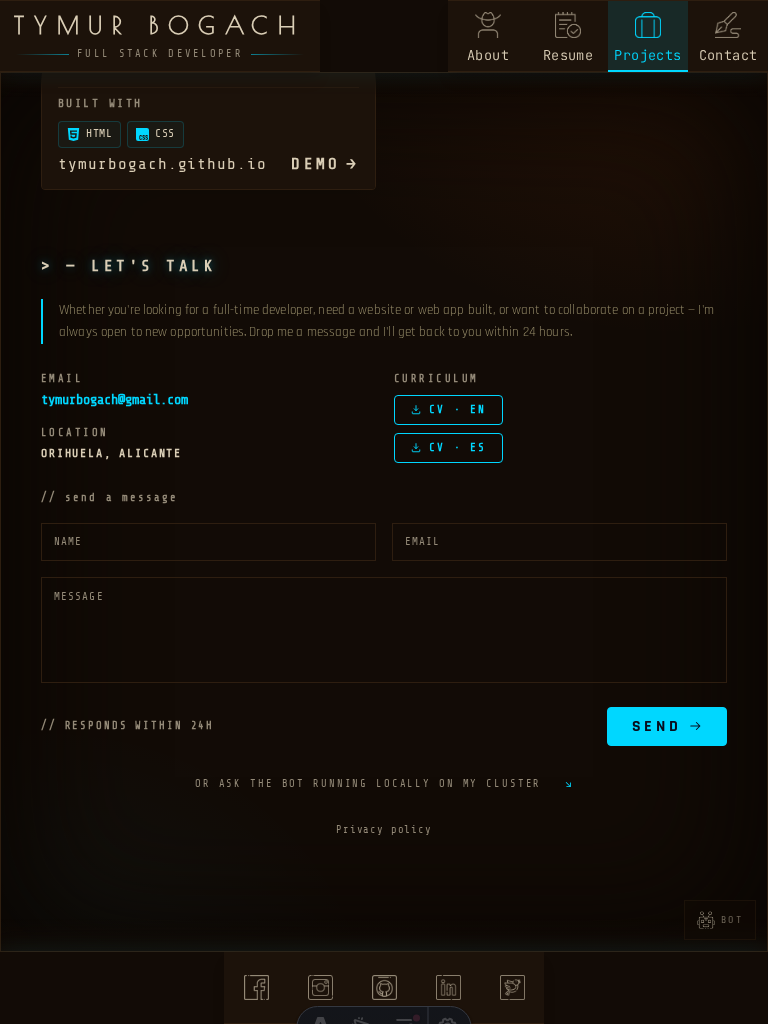 TYMUR BOGACH
FULL STACK DEVELOPER
About
Resume
Projects
Contact
BUILT WITH
HTML
CSS
tymurbogach.github.io
DEMO →
> — LET'S TALK
Whether you're looking for a full-time developer, need a website or web app built, or want to collaborate on a project — I'm
always open to new opportunities. Drop me a message and I'll get back to you within 24 hours.
EMAIL
tymurbogach@gmail.com
LOCATION
ORIHUELA, ALICANTE
CURRICULUM
CV · EN
CV · ES
// send a message
NAME
EMAIL
MESSAGE
// RESPONDS WITHIN 24H
SEND →
OR ASK THE BOT RUNNING LOCALLY ON MY CLUSTER ↘
Privacy policy
BOT